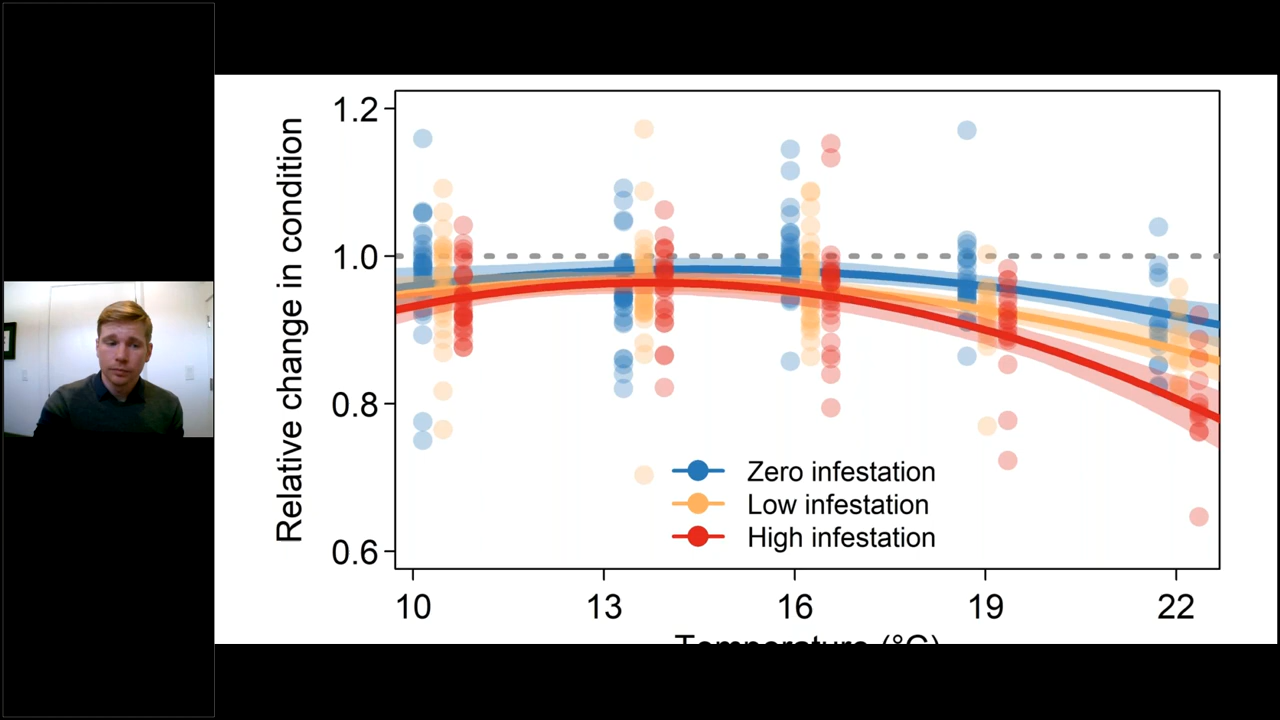 Relative change in condition
1.2
1.0
0.8
0.6
Zero infestation
Low infestation
High infestation
10 13 16 19 22
Temperature (°C)